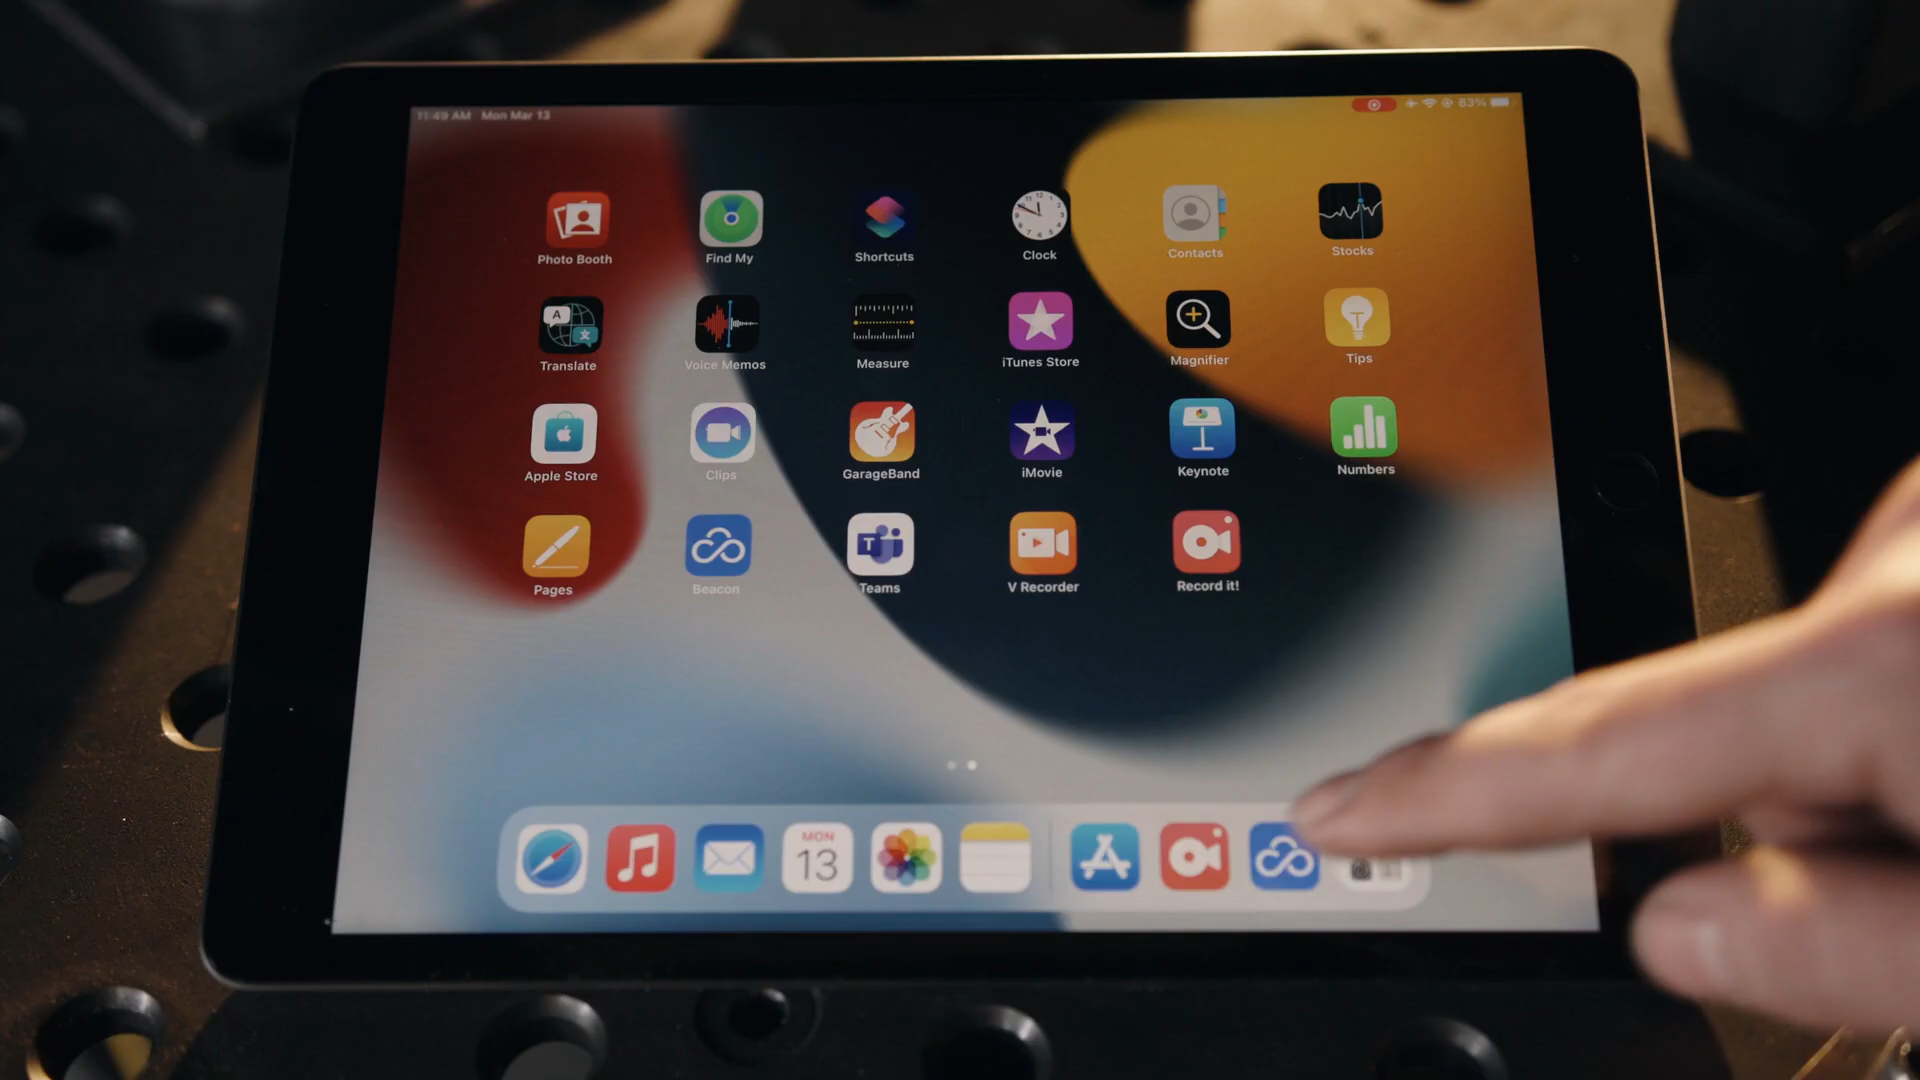 11:49 AM Mon Mar 13
83%
Photo Booth
Find My
Shortcuts
Clock
Contacts
Stocks
Translate
Voice Memos
Measure
iTunes Store
Magnifier
Tips
Apple Store
Clips
GarageBand
iMovie
Keynote
Numbers
Pages
Beacon
Teams
V Recorder
Record it!
MON
13